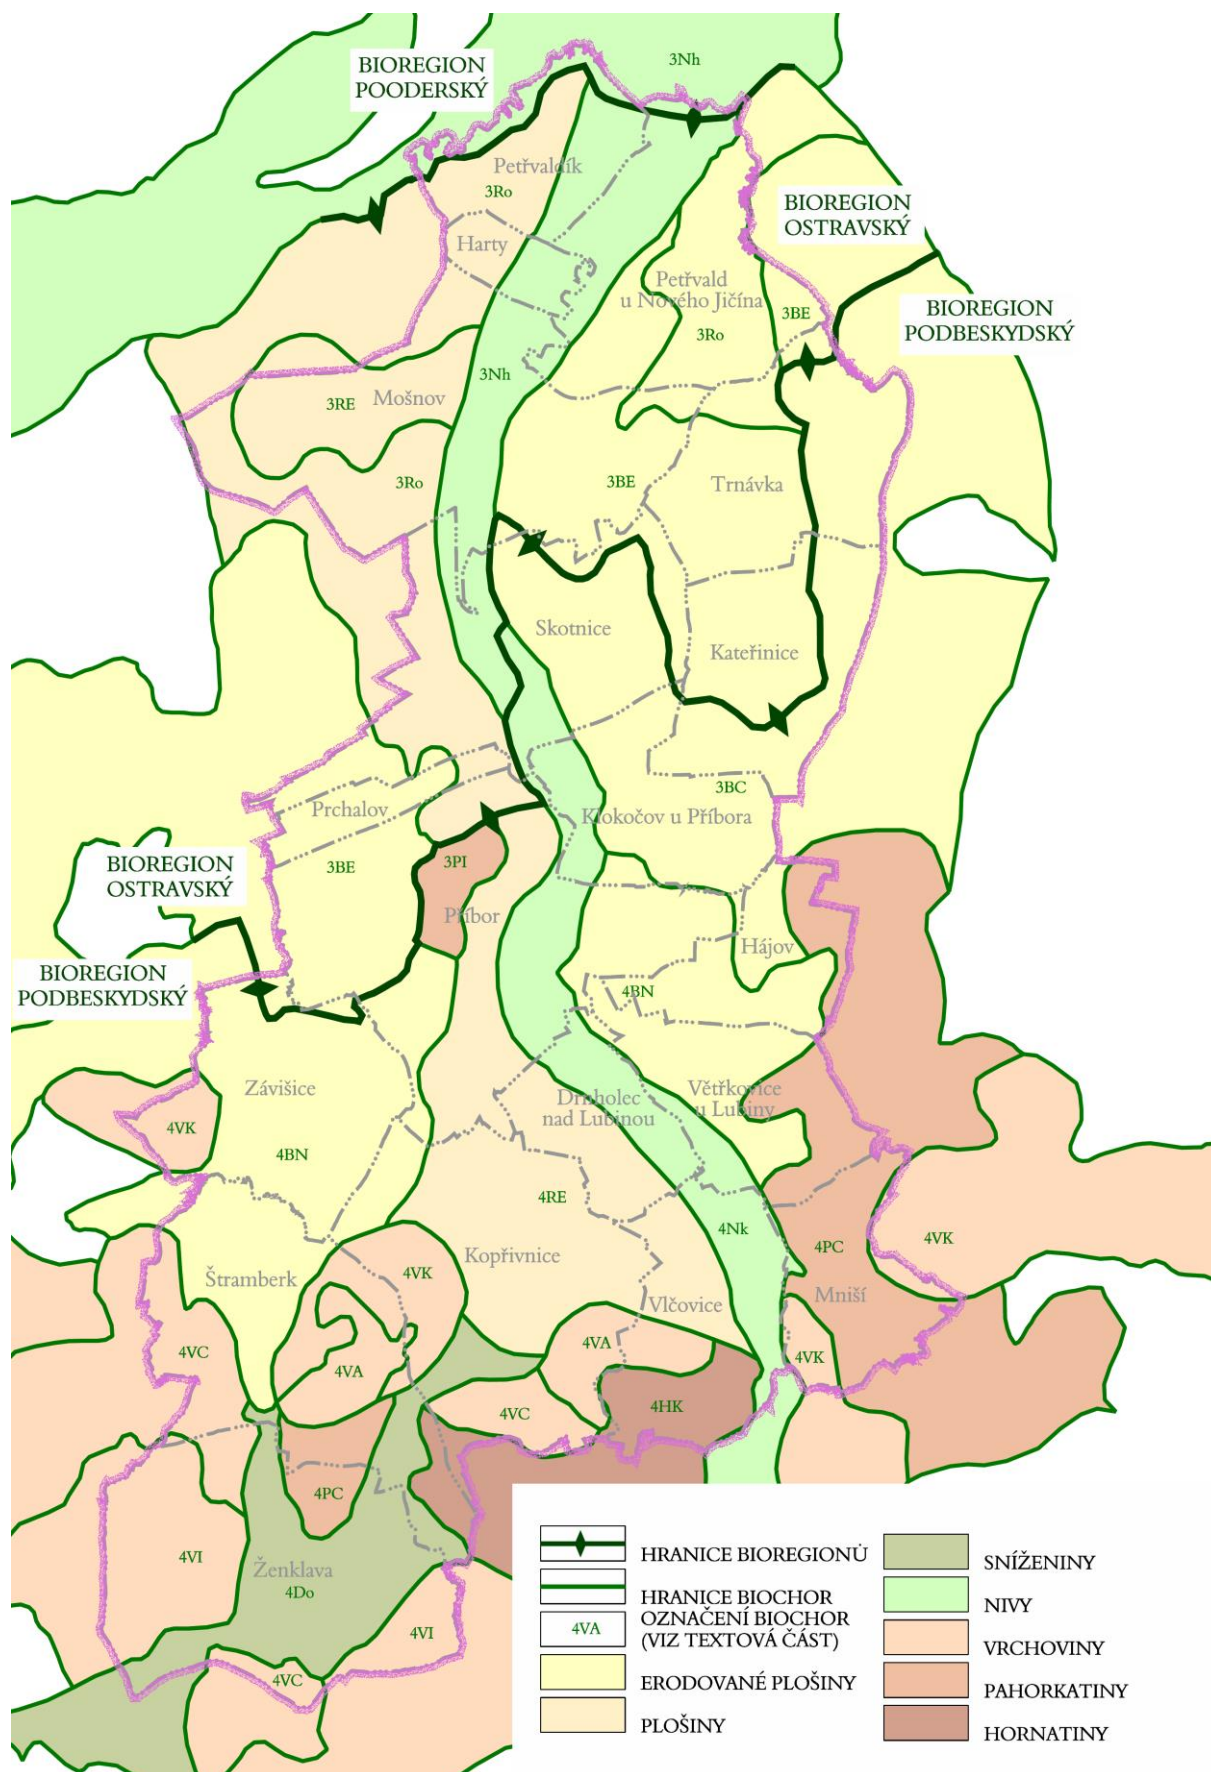 3Nh
BIOREGION
POODERSKÝ
Petřvaldík
3Ro
Harty
BIOREGION
OSTRAVSKÝ
Petřvald
u Nového Jičína
3BE
3Ro
BIOREGION
PODBESKYDSKÝ
3Nh
3RE
Mošnov
3Ro
3BE
Trnávka
Skotnice
Kateřinice
3BC
Prchalov
Klokočov u Příbora
BIOREGION
OSTRAVSKÝ
3BE
3PI
Příbor
Hájov
BIOREGION
PODBESKYDSKÝ
4BN
Závišice
Drnholec
nad Lubinou
Větřkovice
u Lubiny
4VK
4BN
4RE
4Nk
4PC
4VK
Kopřivnice
Štramberk
4VK
Mniší
Vlčovice
4VC
4VA
4VA
4VK
4VC
4HK
4PC
4VI
Ženklava
4Do
4VI
4VC
HRANICE BIOREGIONŮ
HRANICE BIOCHOR
4VA
OZNAČENÍ BIOCHOR
(VIZ TEXTOVÁ ČÁST)
ERODOVANÉ PLOŠINY
PLOŠINY
SNÍŽENINY
NIVY
VRCHOVINY
PAHORKATINY
HORNATINY